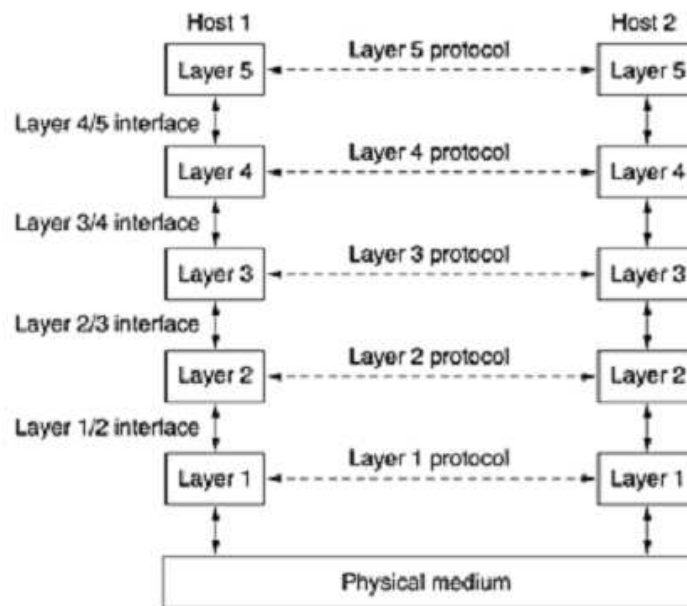 Host 1 Host 2
Layer 5 Layer 5 protocol Layer 5
Layer 4/5 interface
Layer 4 Layer 4 protocol Layer 4
Layer 3/4 interface
Layer 3 Layer 3 protocol Layer 3
Layer 2/3 interface
Layer 2 Layer 2 protocol Layer 2
Layer 1/2 interface
Layer 1 Layer 1 protocol Layer 1
Physical medium